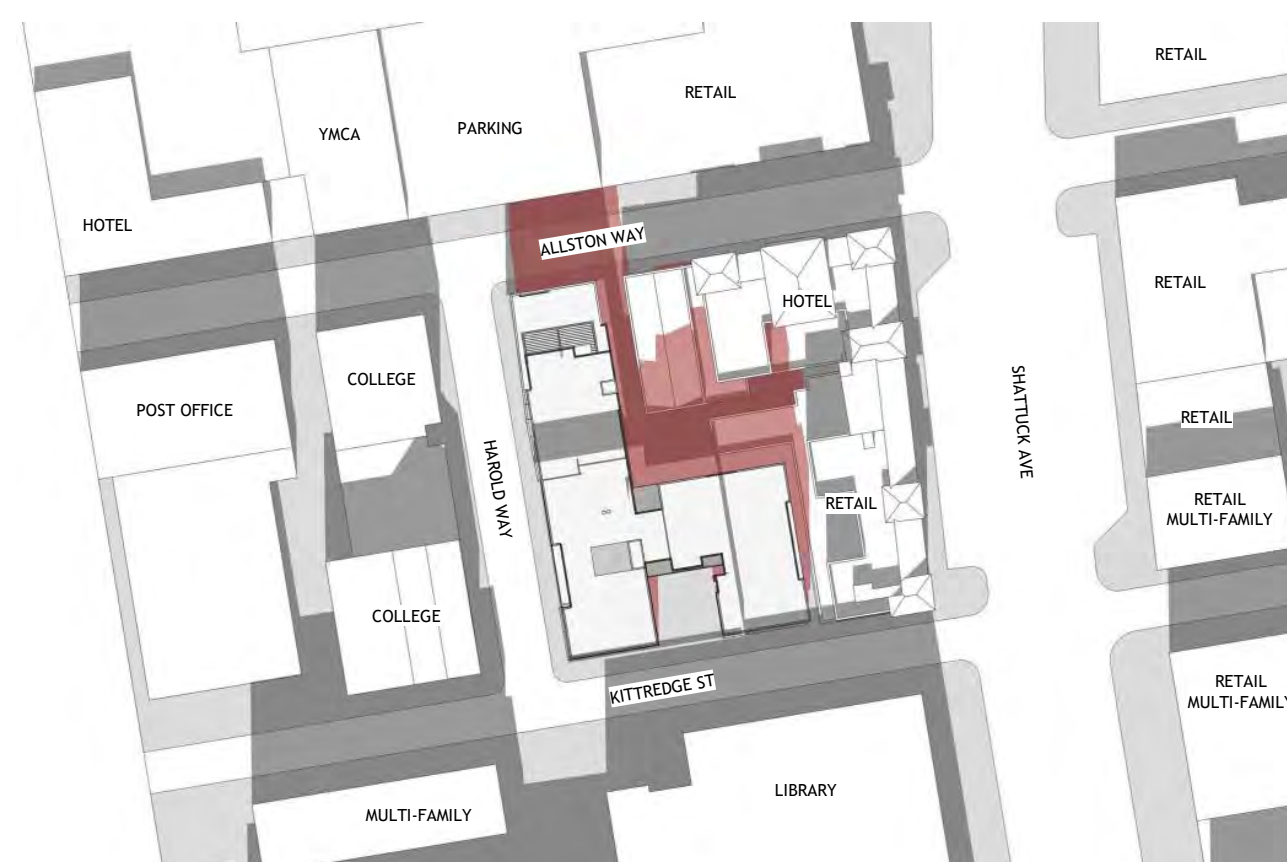 RETAIL
RETAIL
YMCA
PARKING
HOTEL
ALLSTON WAY
HOTEL
RETAIL
COLLEGE
POST OFFICE
SHATTUCK AVE
RETAIL
HAROLD WAY
RETAIL
RETAIL
MULTI-FAMILY
COLLEGE
KITTREDGE ST
RETAIL
MULTI-FAMILY
LIBRARY
MULTI-FAMILY